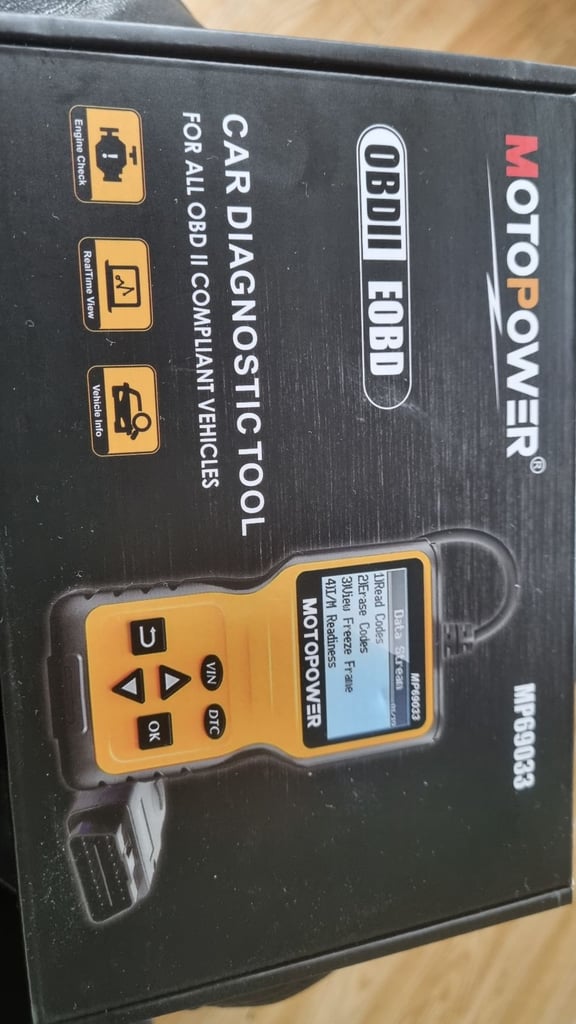 MOTOPOWER®
MP69033
OBDII EOBD
CAR DIAGNOSTIC TOOL
FOR ALL OBD II COMPLIANT VEHICLES
Engine Check
RealTime View
Vehicle Info
MP69033
Data Stream
1)Read Codes
2)Erase Codes
3)View Freeze Frame
4)I/M Readiness
MOTOPOWER
VIN
DTC
OK